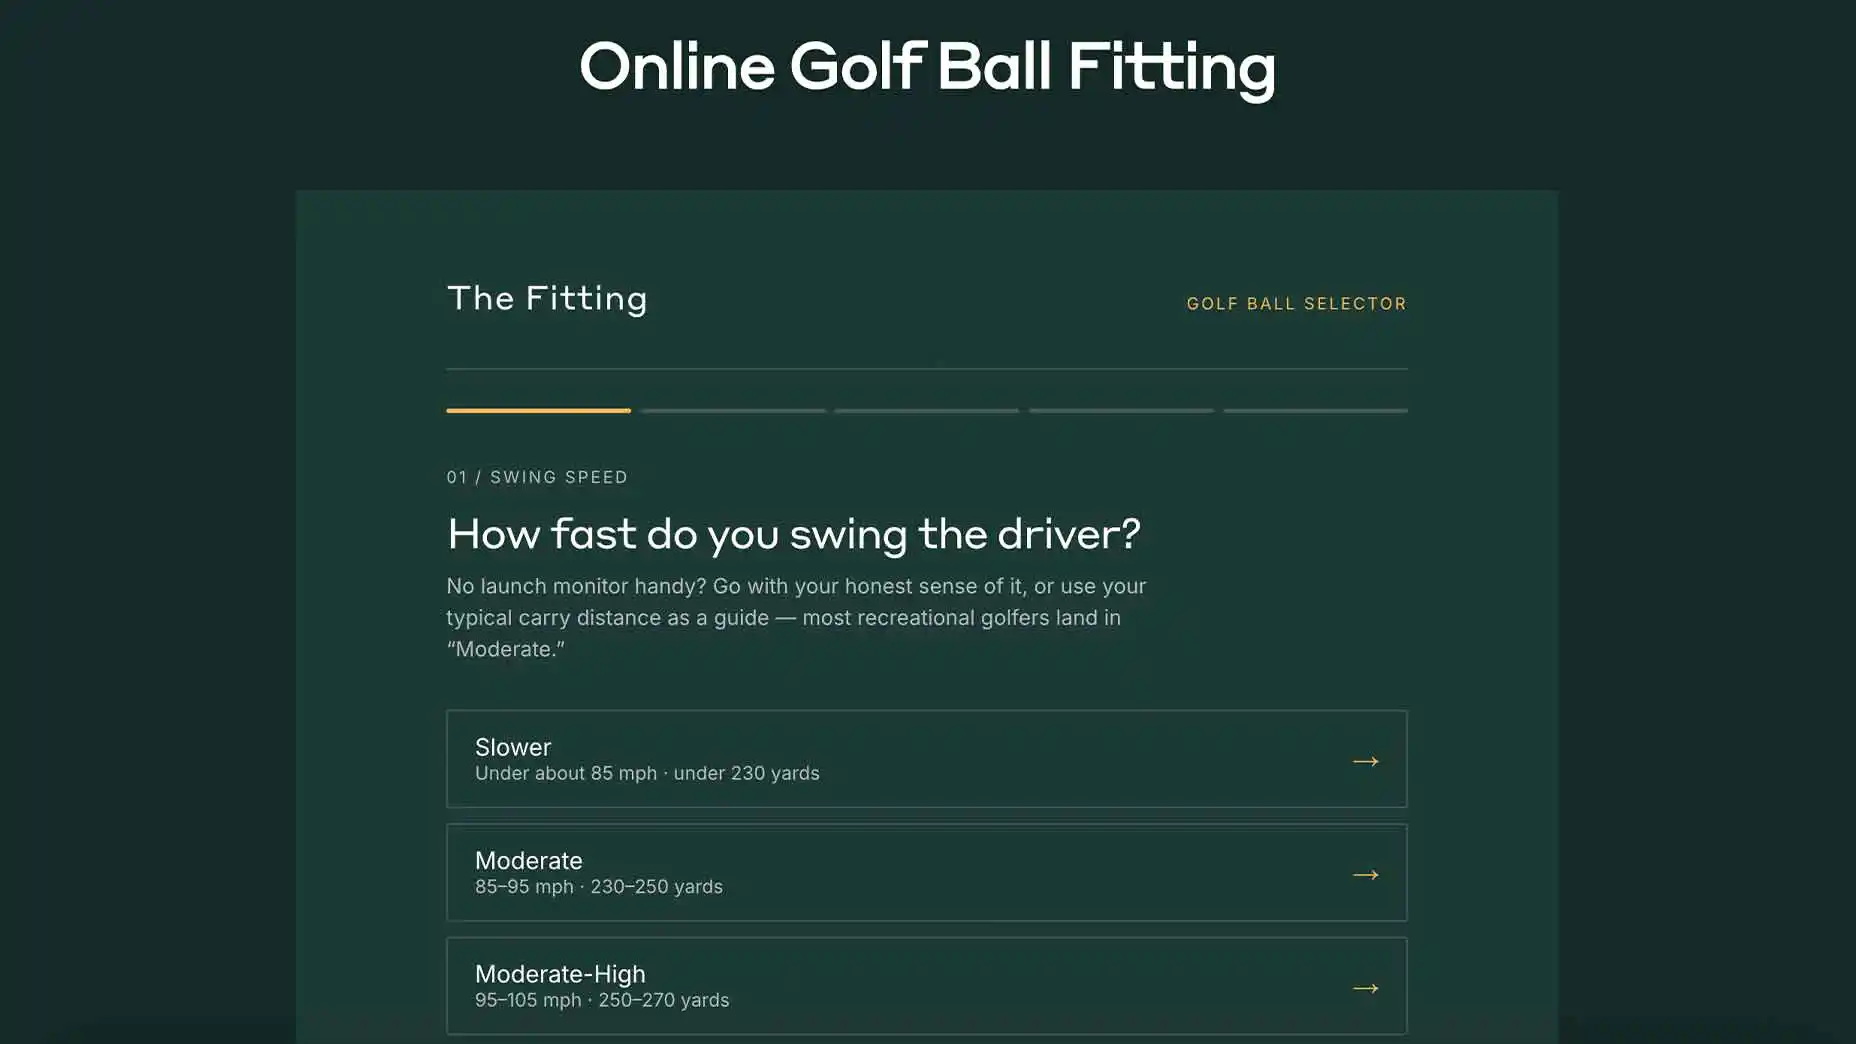 Online Golf Ball Fitting
The Fitting
GOLF BALL SELECTOR
01 / SWING SPEED
How fast do you swing the driver?
No launch monitor handy? Go with your honest sense of it, or use your
typical carry distance as a guide — most recreational golfers land in
“Moderate.”
Slower
Under about 85 mph · under 230 yards
→
Moderate
85–95 mph · 230–250 yards
→
Moderate-High
95–105 mph · 250–270 yards
→